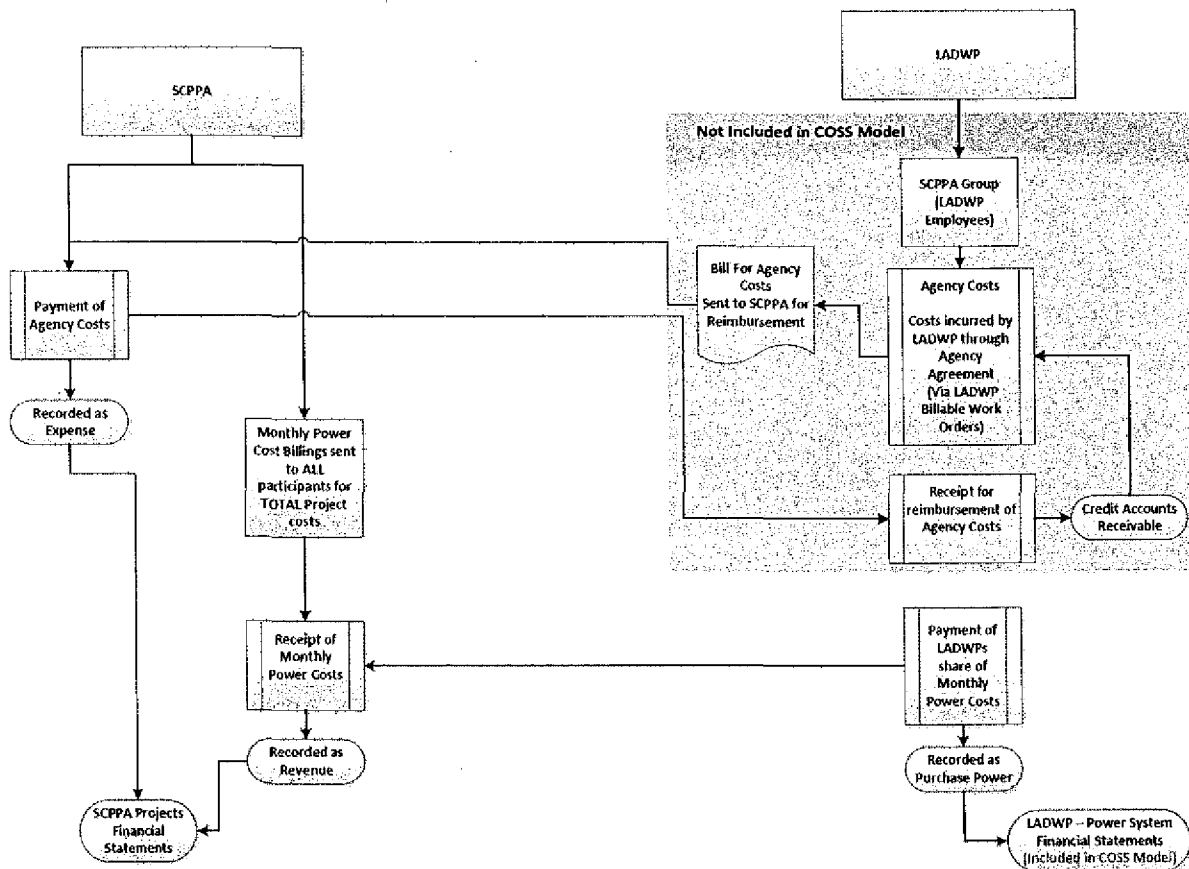 SCPPA
LADWP
Not Included in COSS Model
SCPPA Group
(LADWP
Employees)
Bill For Agency
Costs
Sent to SCPPA for
Reimbursement
Agency Costs
Costs incurred by
LADWP through
Agency
Agreement
(Via LADWP
Billable Work
Orders)
Payment of
Agency Costs
Recorded as
Expense
Monthly Power
Cost Billings sent
to ALL
participants for
TOTAL Project
costs
Receipt for
reimbursement of
Agency Costs
Credit Accounts
Receivable
Receipt of
Monthly
Power Costs
Payment of
LADWPs
share of
Monthly
Power Costs
Recorded as
Revenue
Recorded as
Purchase Power
SCPPA Projects
Financial
Statements
LADWP – Power System
Financial Statements
(Included in COSS Model)